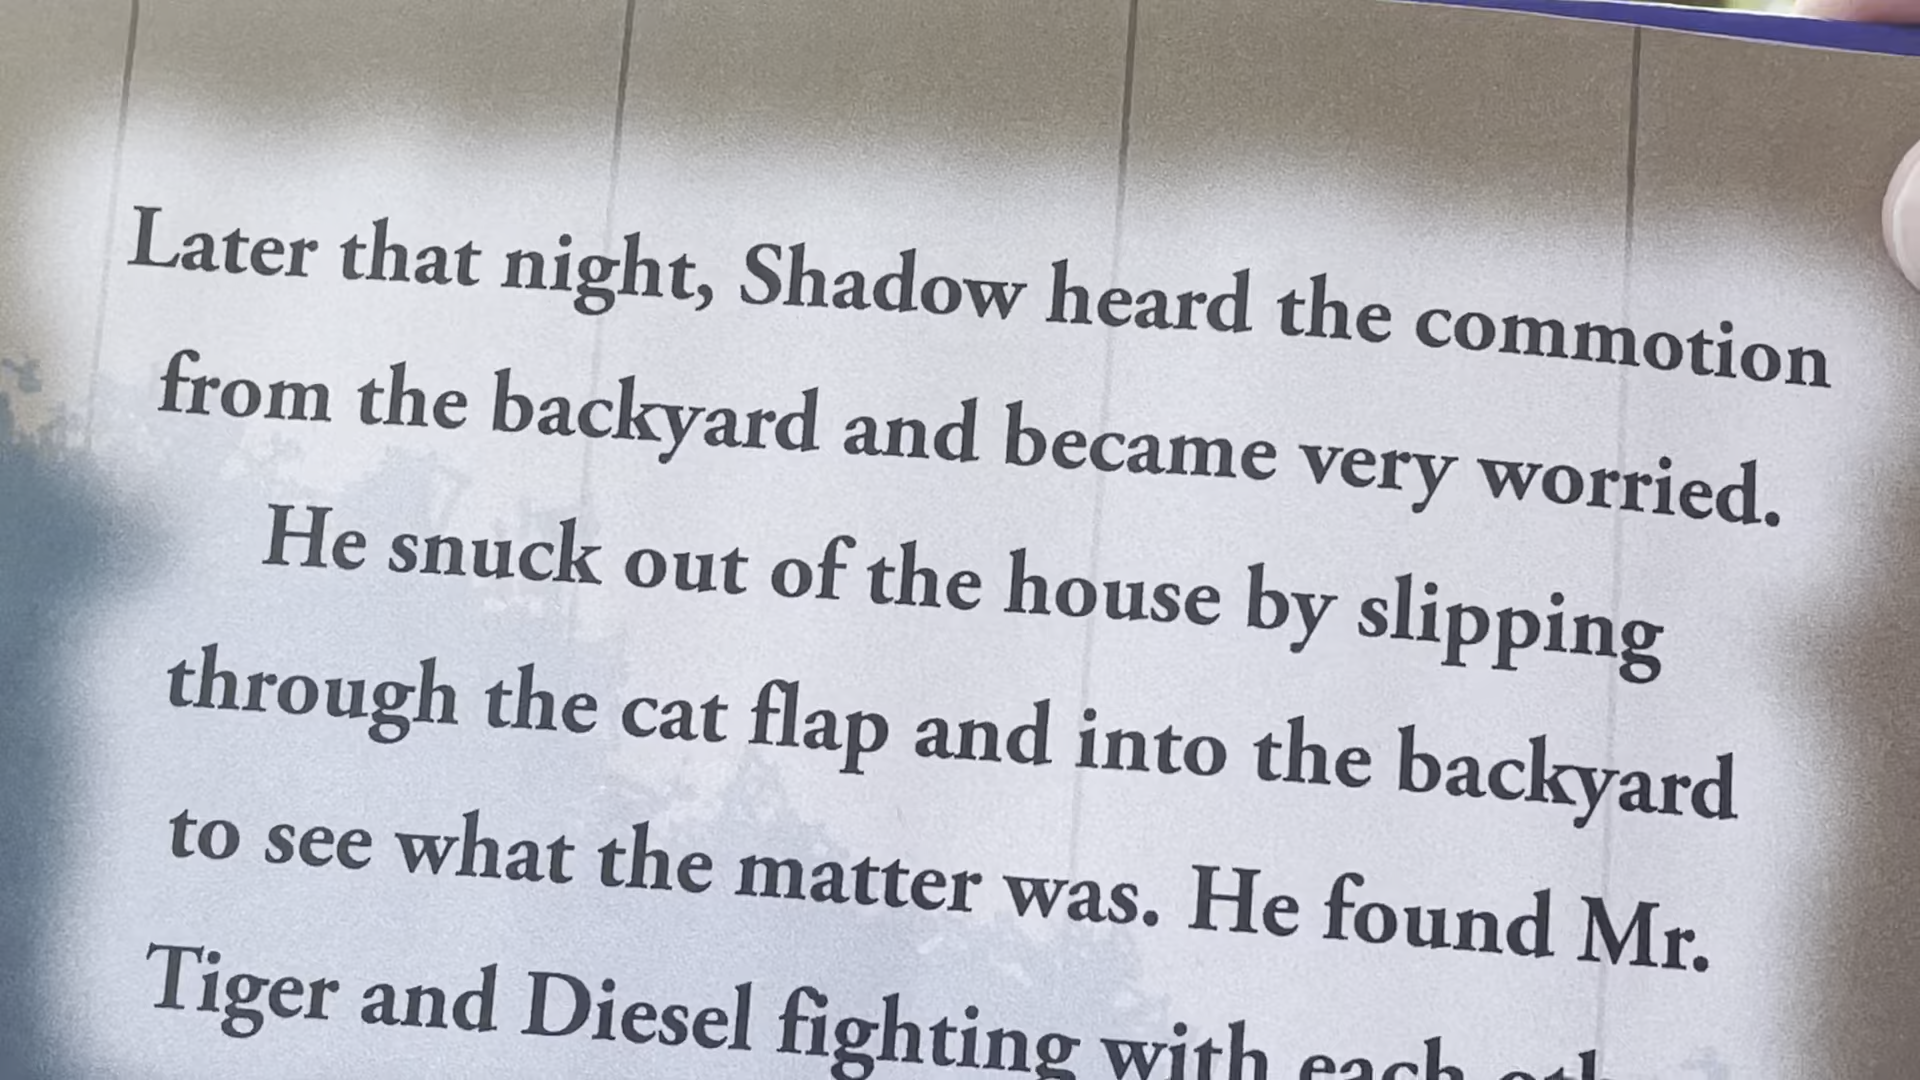 Later that night, Shadow heard the commotion
from the backyard and became very worried.
He snuck out of the house by slipping
through the cat flap and into the backyard
to see what the matter was. He found Mr.
Tiger and Diesel fighting with each